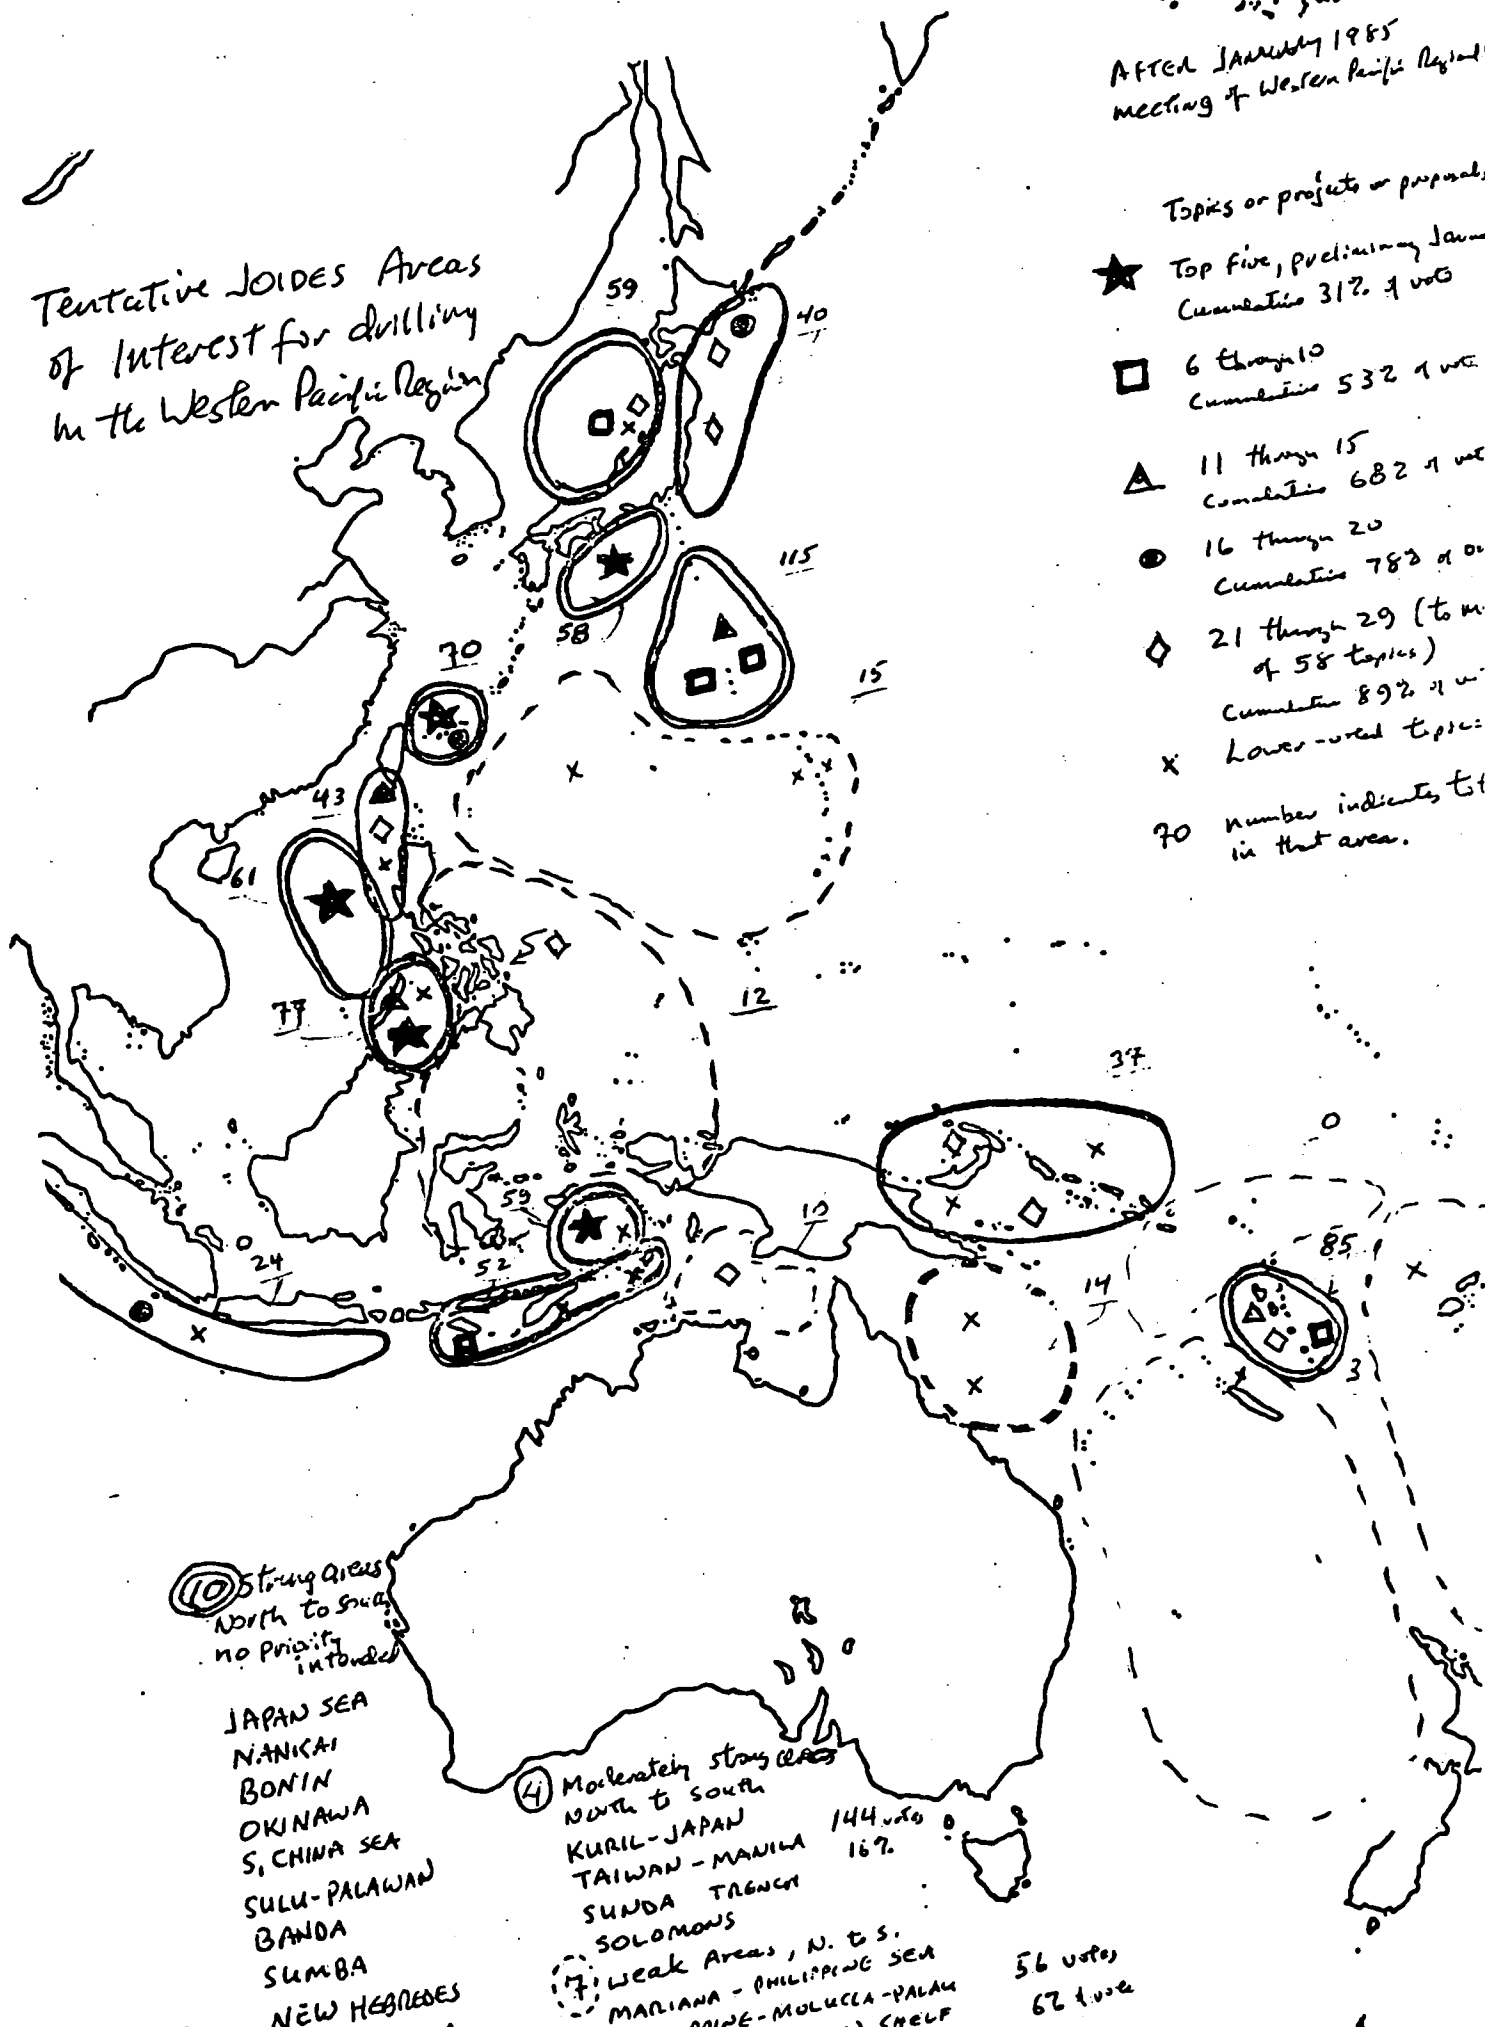 AFTER JANUARY 1985
meeting of Western Pacific Regional
Topics or projects or proposals
Top five, preliminary
Cumulative 31% of vote
6 through 10
Cumulative 53% of vote
11 through 15
Cumulative 68% of
16 through 20
Cumulative 78% of
21 through 29 (to
of 58 topics)
Cumulative 89% of
Lower-voted topics
70 number indicates
in that area.
Tentative JOIDES Areas
of Interest for drilling
in the Western Pacific Region
59
40
115
58
70
15
43
61
77
12
37
59
10
85
24
52
14
3
10 Strong areas
North to South
no priority
intended
JAPAN SEA
NANKAI
BONIN
OKINAWA
S. CHINA SEA
SULU-PALAWAN
BANDA
SUMBA
NEW HEBREDES
4 Moderately strong areas
North to South
KURIL-JAPAN 144 votes
TAIWAN-MANILA 16%
SUNDA TRENCH
SOLOMONS
7 weak Areas, N. to S.
MARIANA-PHILIPPINE SEA 56 votes
-MOLUCCA-PALAU 6% of vote
SHELF